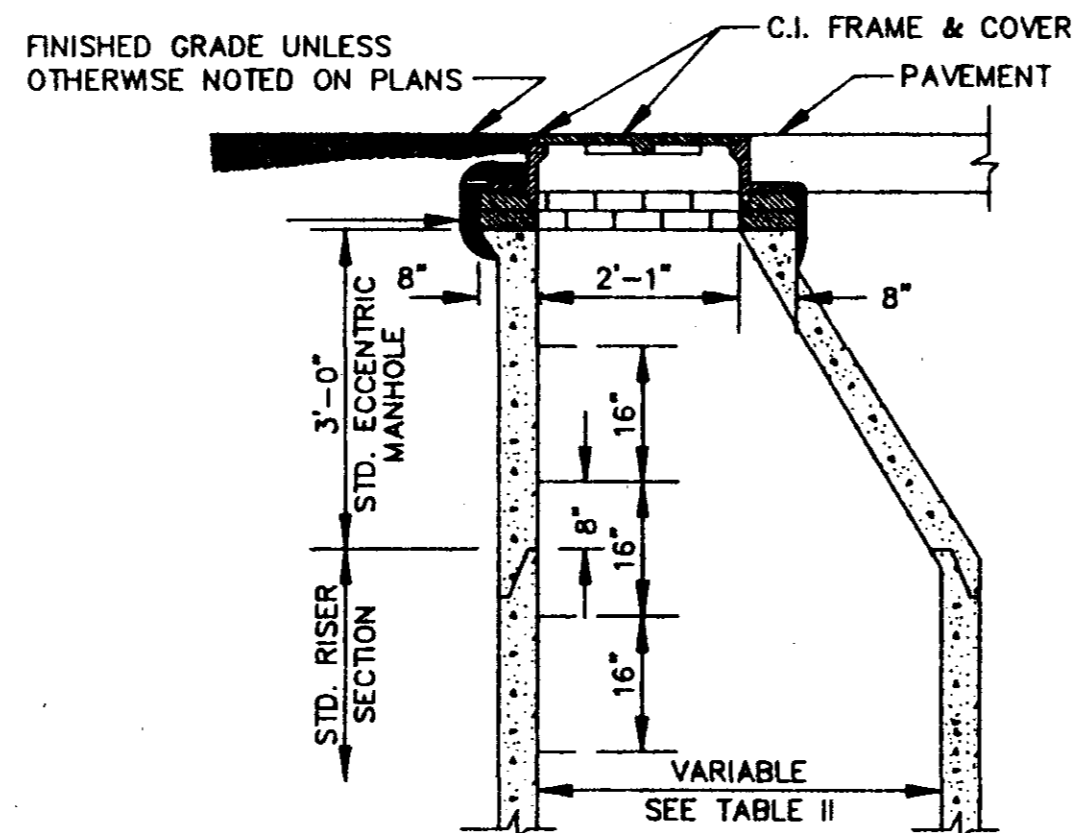 FINISHED GRADE UNLESS
OTHERWISE NOTED ON PLANS
C.I. FRAME & COVER
PAVEMENT
8"
2'-1"
8"
3'-0"
STD. ECCENTRIC
MANHOLE
16"
8"
16"
16"
STD. RISER
SECTION
VARIABLE
SEE TABLE II